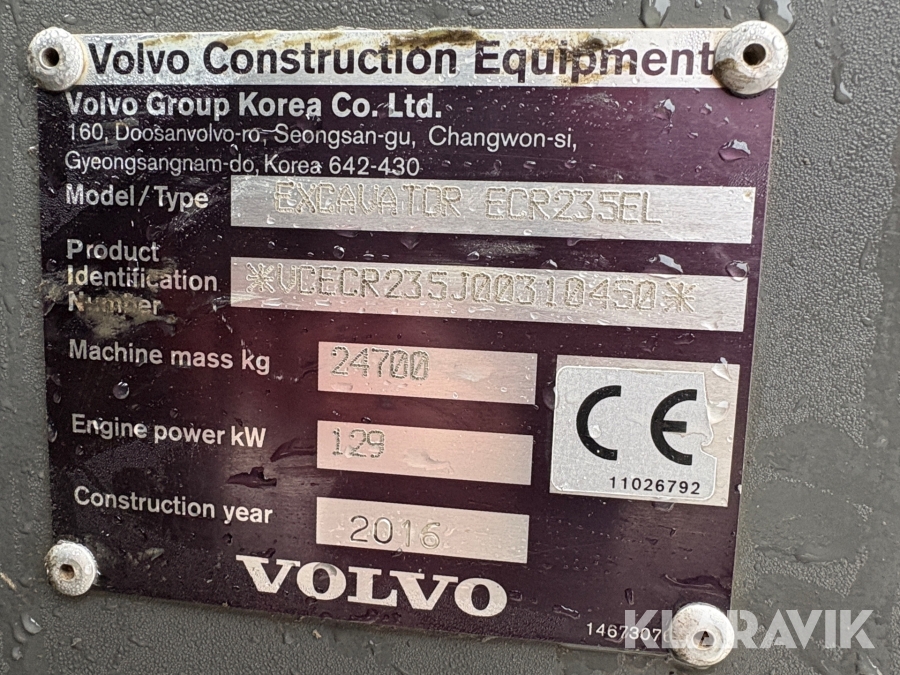 Volvo Construction Equipment
Volvo Group Korea Co. Ltd.
160, Doosanvolvo-ro, Seongsan-gu, Changwon-si,
Gyeongsangnam-do, Korea 642-430
Model/Type EXCAVATOR ECR235EL
Product
Identification
Number
*VCECR235J00310450*
Machine mass kg 24700
CE
Engine power kW 129
11026792
Construction year 2016
VOLVO
KLARAVIK